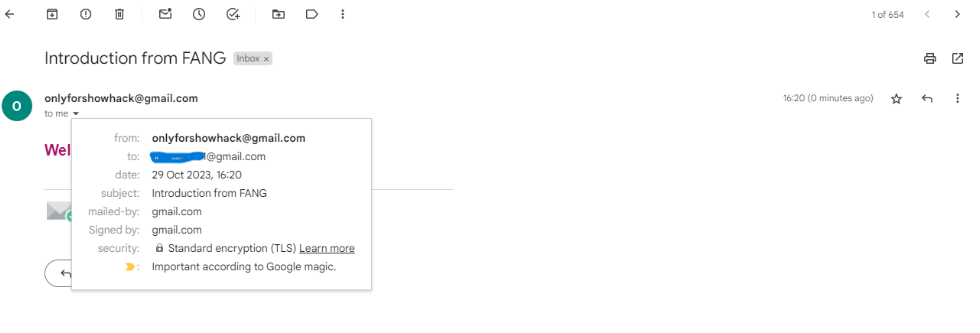 1 of 654
Introduction from FANG Inbox ×
O
onlyforshowhack@gmail.com
16:20 (0 minutes ago)
to me
from: onlyforshowhack@gmail.com
Wel
to: @gmail.com
date: 29 Oct 2023, 16:20
subject: Introduction from FANG
mailed-by: gmail.com
Signed by: gmail.com
security: Standard encryption (TLS) Learn more
: Important according to Google magic.